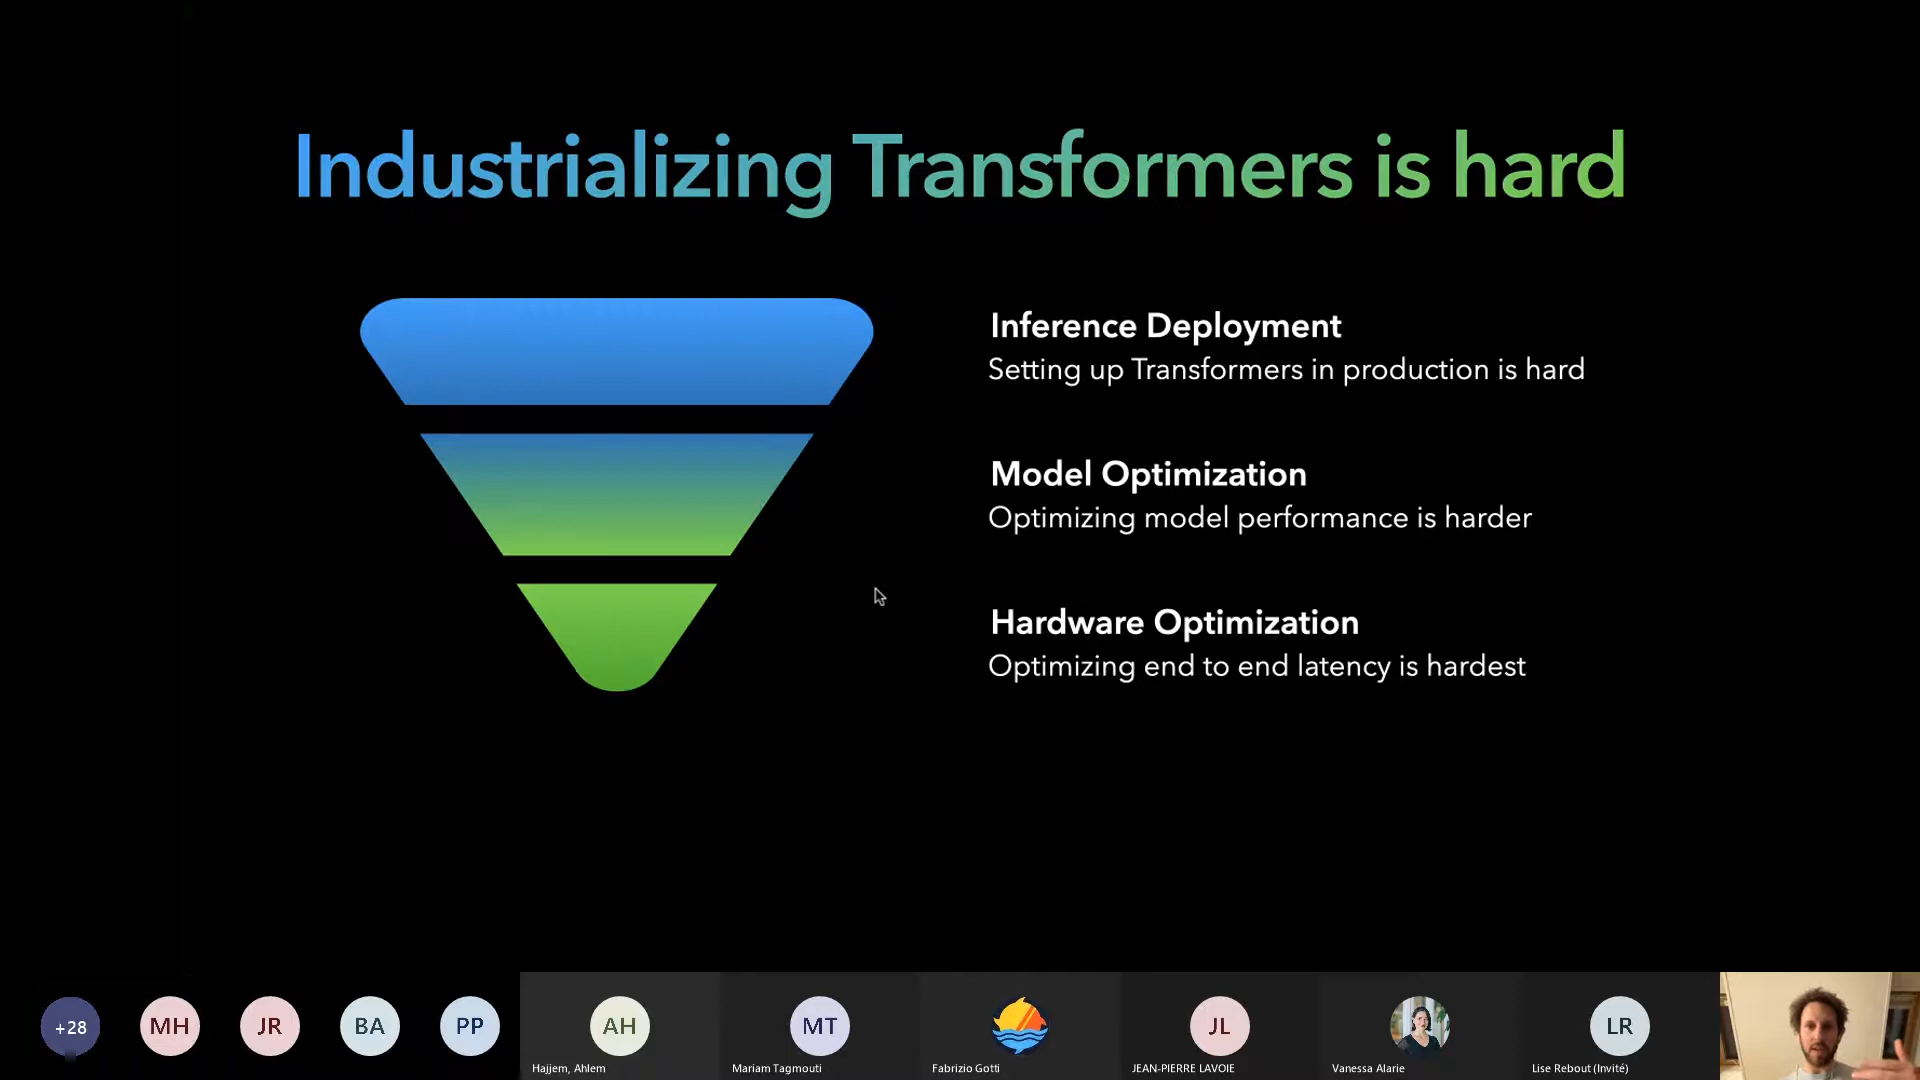 Industrializing Transformers is hard
Inference Deployment
Setting up Transformers in production is hard
Model Optimization
Optimizing model performance is harder
Hardware Optimization
Optimizing end to end latency is hardest
+28
MH
JR
BA
PP
AH
MT
JL
LR
Hajjem, Ahlem
Mariam Tagmouti
Fabrizio Gotti
JEAN-PIERRE LAVOIE
Vanessa Alarie
Lise Rebout (Invité)